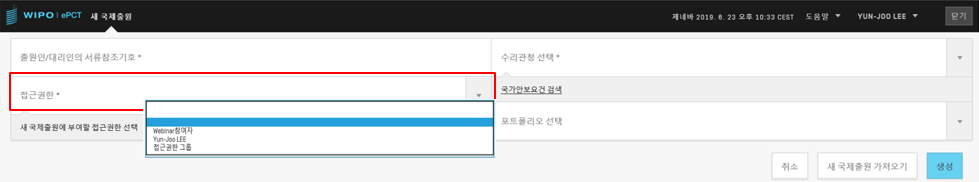 WIPO | ePCT 새 국제출원 제네바 2019. 6. 23 오후 10:33 CEST 도움말 YUN-JOO LEE 닫기
출원인/대리인의 서류참조기호 * 수리관청 선택 *
접근권한 * 국가안보요건 검색
새 국제출원에 부여할 접근권한 선택 포트폴리오 선택
Webinar참여자
Yun-Joo LEE
접근권한 그룹
취소 새 국제출원 가져오기 생성